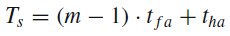 T_s = (m − 1) · t_{fa} + t_{ha}